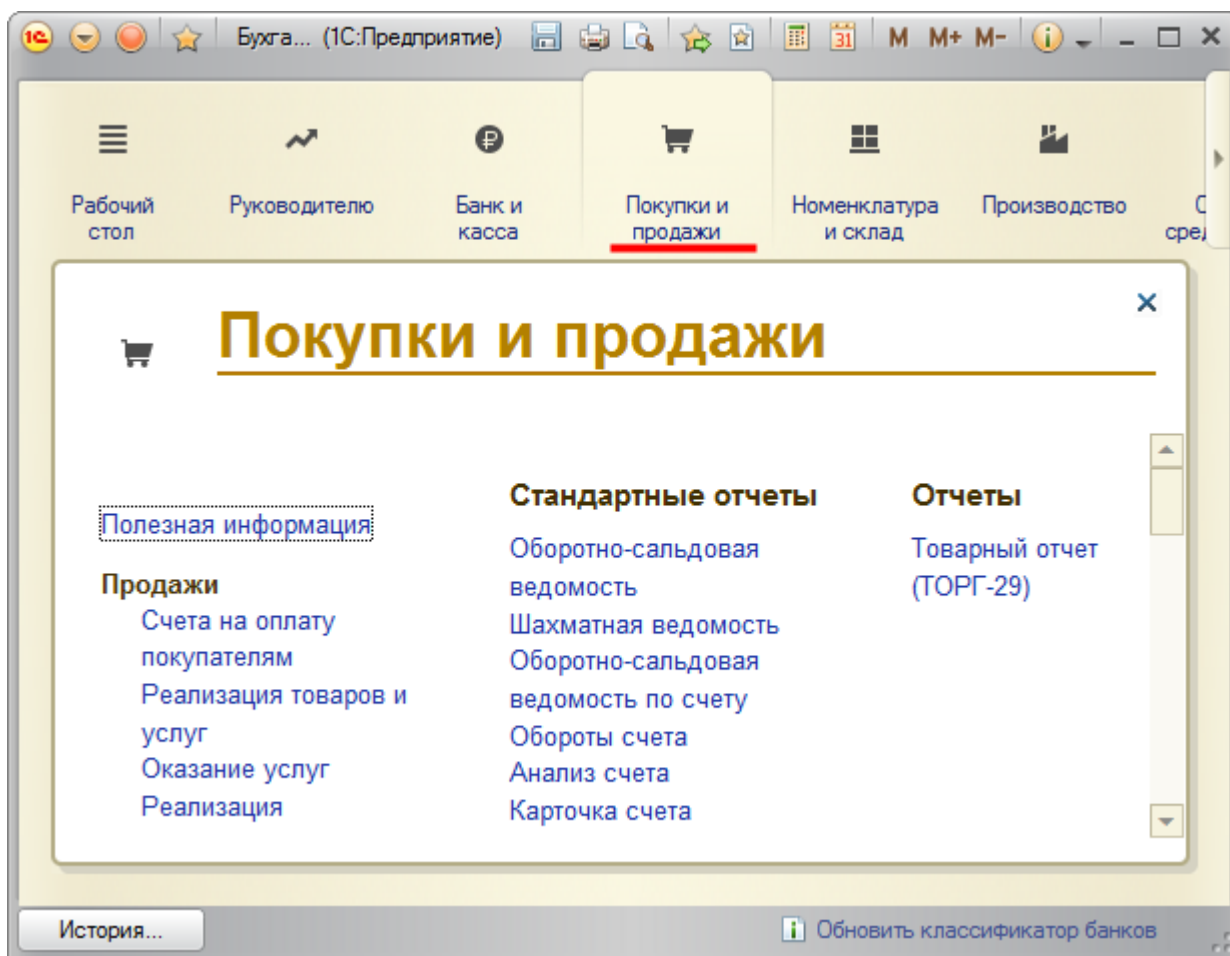 1С Бухга... (1С:Предприятие) 31 M M+ M-
Рабочий
стол
Руководителю
Банк и
касса
Покупки и
продажи
Номенклатура
и склад
Производство
Покупки и продажи
Полезная информация
Продажи
Счета на оплату
покупателям
Реализация товаров и
услуг
Оказание услуг
Реализация
Стандартные отчеты
Оборотно-сальдовая
ведомость
Шахматная ведомость
Оборотно-сальдовая
ведомость по счету
Обороты счета
Анализ счета
Карточка счета
Отчеты
Товарный отчет
(ТОРГ-29)
История...
Обновить классификатор банков